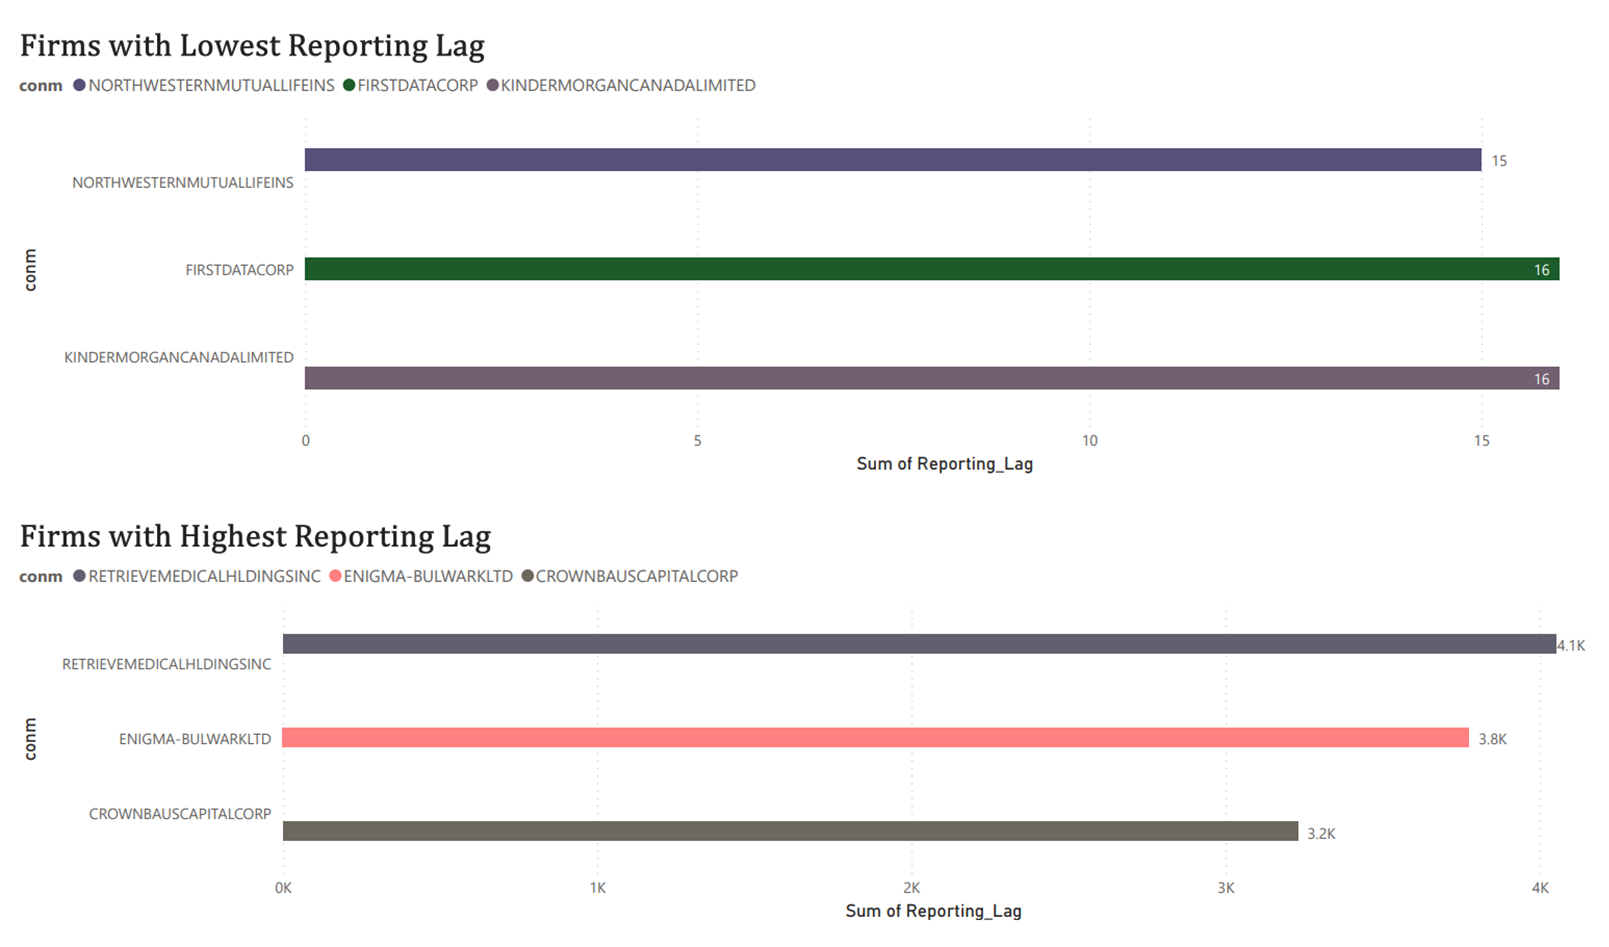 Firms with Lowest Reporting Lag
conm NORTHWESTERNMUTUALLIFEINS FIRSTDATACORP KINDERMORGANCANADALIMITED
conm
NORTHWESTERNMUTUALLIFEINS 15
FIRSTDATACORP 16
KINDERMORGANCANADALIMITED 16
0 5 10 15
Sum of Reporting_Lag
Firms with Highest Reporting Lag
conm RETRIEVEMEDICALHLDINGSINC ENIGMA-BULWARKLTD CROWNBAUSCAPITALCORP
conm
RETRIEVEMEDICALHLDINGSINC 4.1K
ENIGMA-BULWARKLTD 3.8K
CROWNBAUSCAPITALCORP 3.2K
0K 1K 2K 3K 4K
Sum of Reporting_Lag